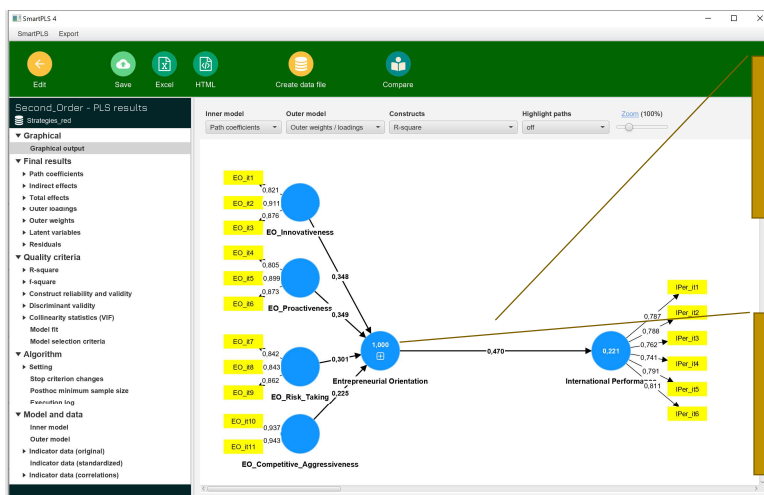 SmartPLS 4
SmartPLS Export
Edit Save Excel HTML Create data file Compare
Second_Order - PLS results
Strategies_red
Graphical
Graphical output
Final results
Path coefficients
Indirect effects
Total effects
Outer loadings
Outer weights
Latent variables
Residuals
Quality criteria
R-square
f-square
Construct reliability and validity
Discriminant validity
Collinearity statistics (VIF)
Model fit
Model selection criteria
Algorithm
Setting
Stop criterion changes
Posthoc minimum sample size
Execution log
Model and data
Inner model
Outer model
Indicator data (original)
Indicator data (standardized)
Indicator data (correlations)
Inner model Outer model Constructs Highlight paths Zoom (100%)
Path coefficients Outer weights / loadings R-square off
EO_it1
0,821
EO_it2 0,911
0,876
EO_it3
EO_Innovativeness
EO_it4
0,805
EO_it5 0,899
0,873
EO_it6
EO_Proactiveness
0,348
0,349
EO_it7
0,842
EO_it8 0,843
0,862
EO_it9
EO_Risk_Taking
0,301
0,225
EO_it10
0,937
EO_it11 0,943
EO_Competitive_Aggressiveness
1,000
Entrepreneurial Orientation
0,470
0,221
International Performance
IPer_it1
0,787
IPer_it2
0,788
IPer_it3
0,762
IPer_it4
0,741
IPer_it5
0,791
IPer_it6
0,811